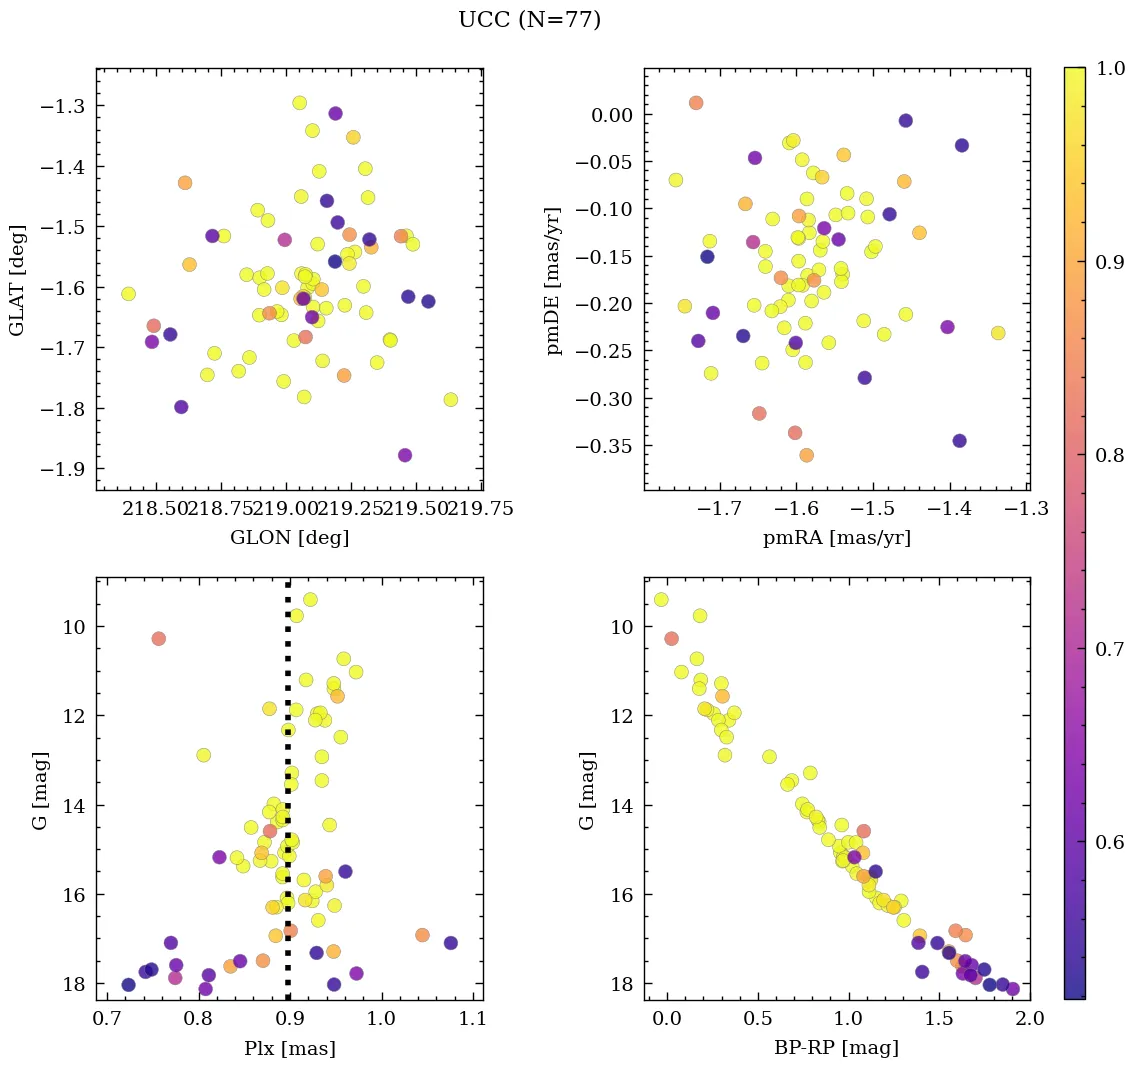 UCC (N=77)
−1.3
−1.4
−1.5
−1.6
−1.7
−1.8
−1.9
GLAT [deg]
218.50 218.75 219.00 219.25 219.50 219.75
GLON [deg]
0.00
−0.05
−0.10
−0.15
−0.20
−0.25
−0.30
−0.35
pmDE [mas/yr]
−1.7 −1.6 −1.5 −1.4 −1.3
pmRA [mas/yr]
1.0
0.9
0.8
0.7
0.6
10
12
14
16
18
G [mag]
0.7 0.8 0.9 1.0 1.1
Plx [mas]
10
12
14
16
18
G [mag]
0.0 0.5 1.0 1.5 2.0
BP-RP [mag]